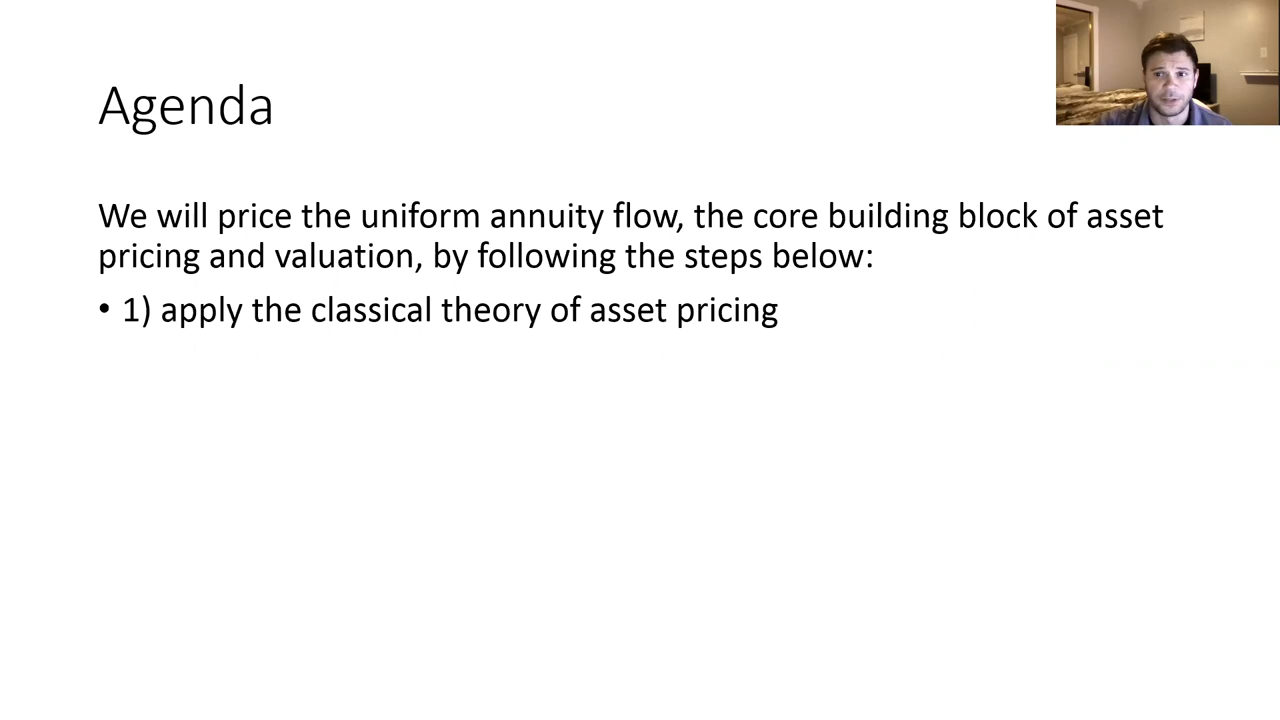 Agenda
We will price the uniform annuity flow, the core building block of asset
pricing and valuation, by following the steps below:
• 1) apply the classical theory of asset pricing